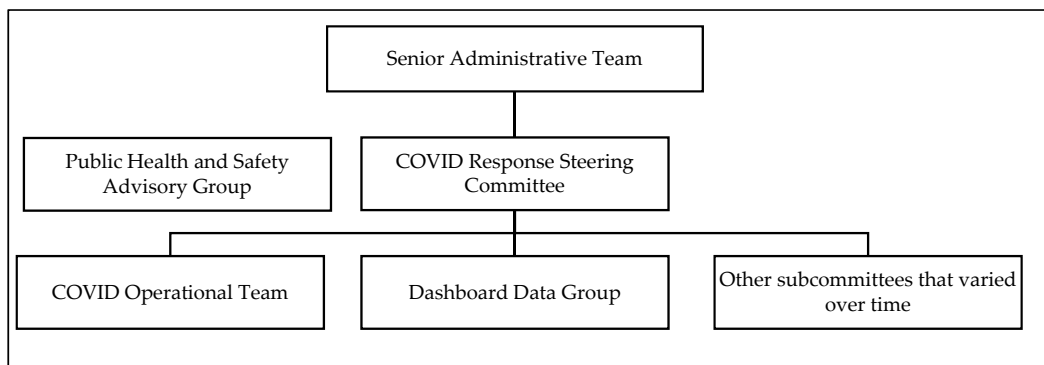 Senior Administrative Team
Public Health and Safety
Advisory Group
COVID Response Steering
Committee
COVID Operational Team
Dashboard Data Group
Other subcommittees that varied
over time